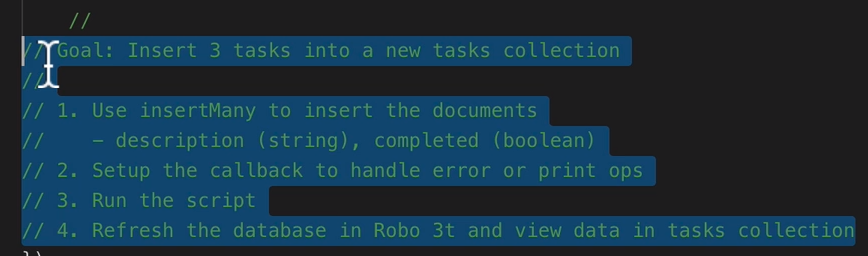 //
// Goal: Insert 3 tasks into a new tasks collection
//
// 1. Use insertMany to insert the documents
//    – description (string), completed (boolean)
// 2. Setup the callback to handle error or print ops
// 3. Run the script
// 4. Refresh the database in Robo 3t and view data in tasks collection
})